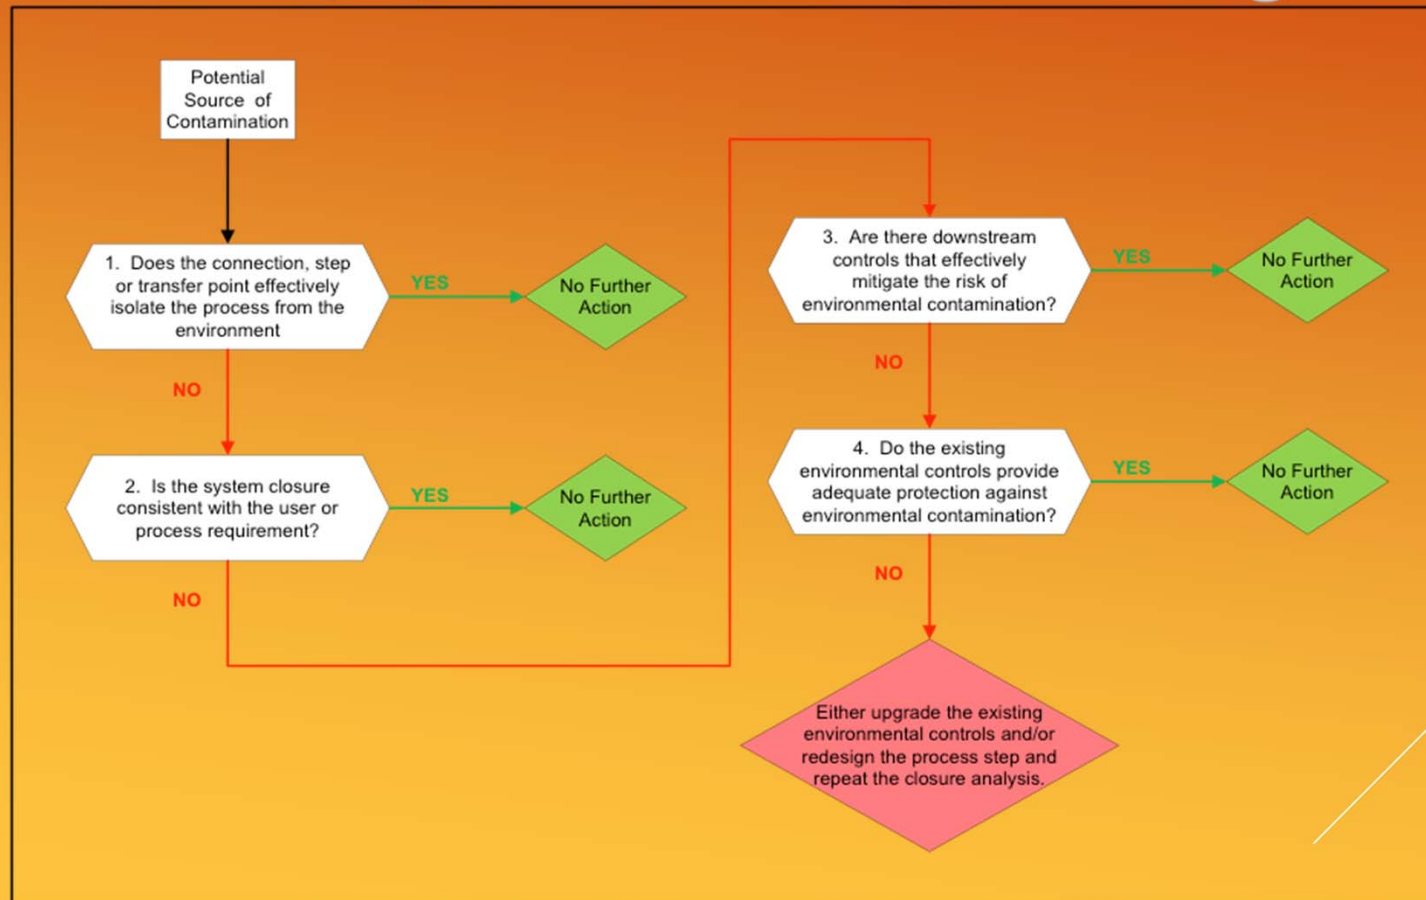 Potential
Source of
Contamination
1. Does the connection, step
or transfer point effectively
isolate the process from the
environment
YES
No Further
Action
NO
2. Is the system closure
consistent with the user or
process requirement?
YES
No Further
Action
NO
3. Are there downstream
controls that effectively
mitigate the risk of
environmental contamination?
YES
No Further
Action
NO
4. Do the existing
environmental controls provide
adequate protection against
environmental contamination?
YES
No Further
Action
NO
Either upgrade the existing
environmental controls and/or
redesign the process step and
repeat the closure analysis.